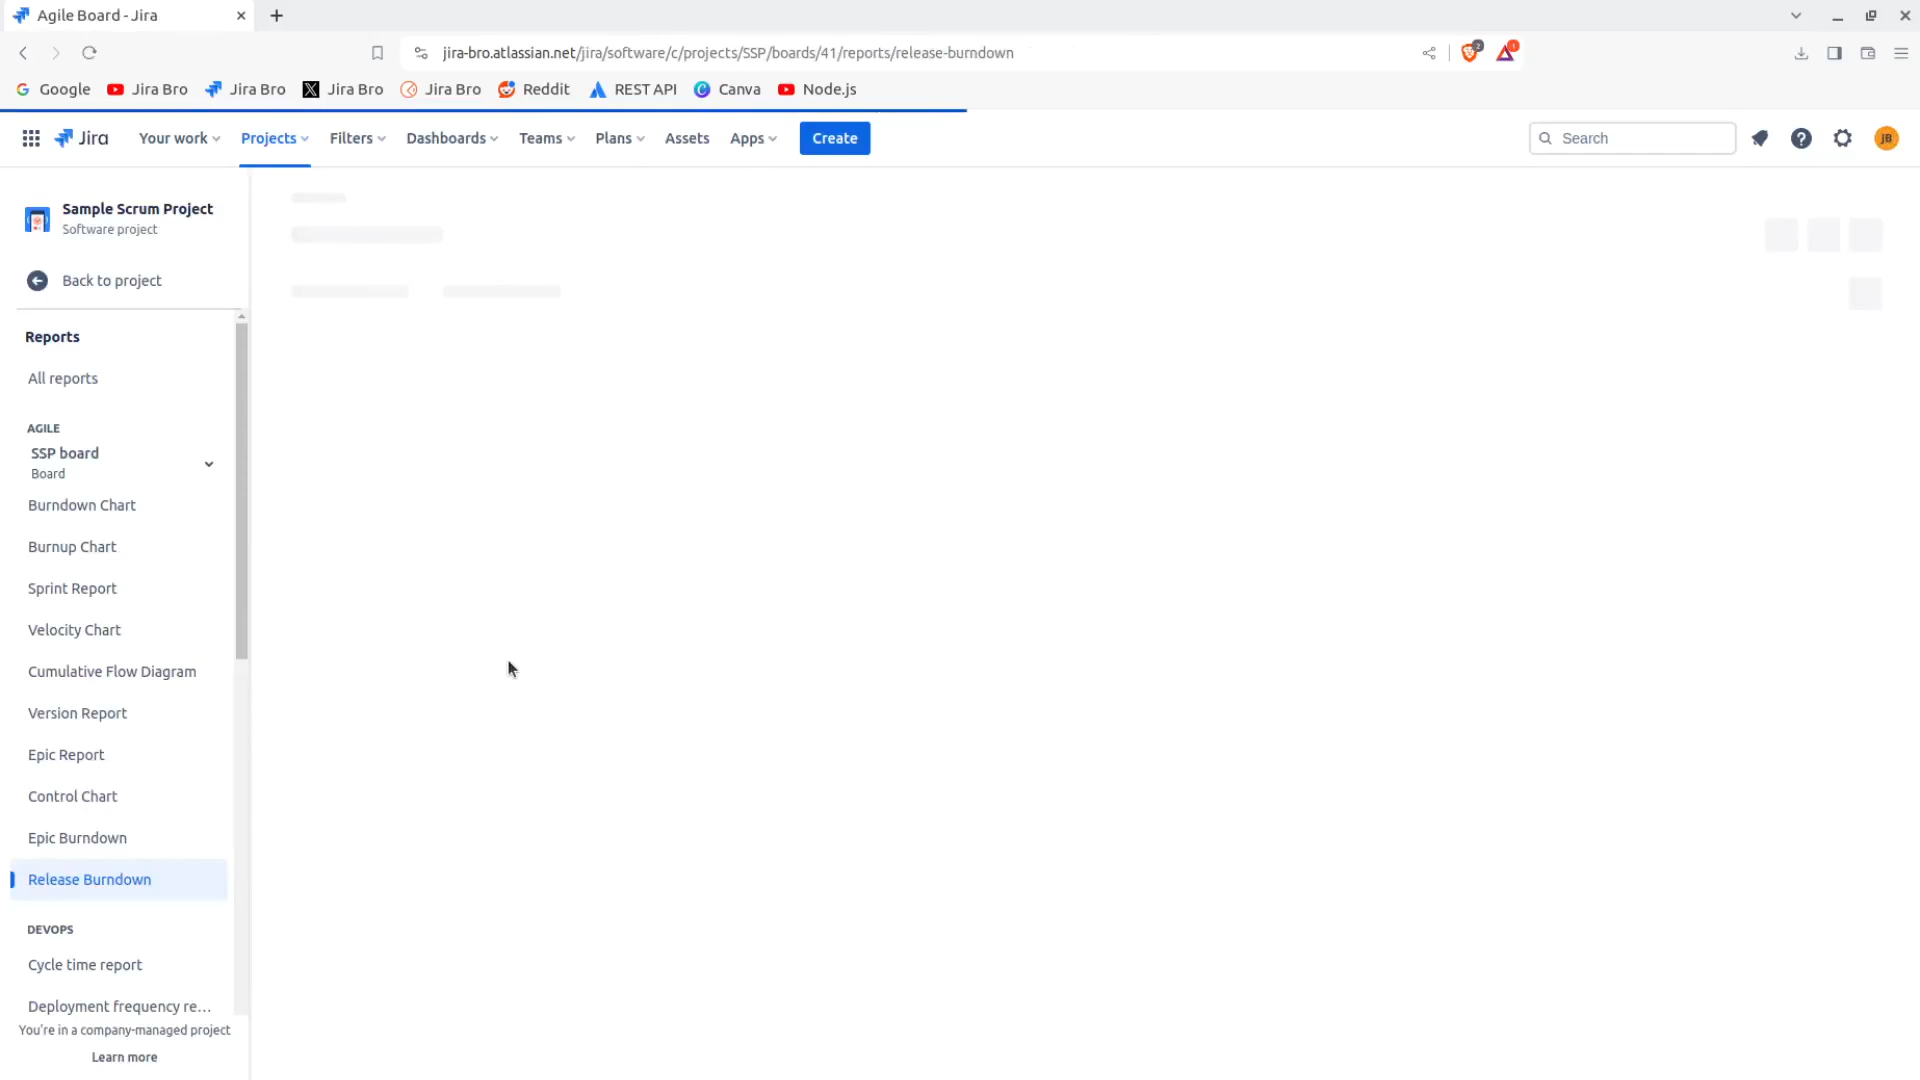 Agile Board - Jira
jira-bro.atlassian.net/jira/software/c/projects/SSP/boards/41/reports/release-burndown
2
1
Google
Jira Bro
Jira Bro
Jira Bro
Jira Bro
Reddit
REST API
Canva
Node.js
Jira
Your work
Projects
Filters
Dashboards
Teams
Plans
Assets
Apps
Create
Search
JB
Sample Scrum Project
Software project
Back to project
Reports
All reports
AGILE
SSP board
Board
Burndown Chart
Burnup Chart
Sprint Report
Velocity Chart
Cumulative Flow Diagram
Version Report
Epic Report
Control Chart
Epic Burndown
Release Burndown
DEVOPS
Cycle time report
Deployment frequency re...
You're in a company-managed project
Learn more